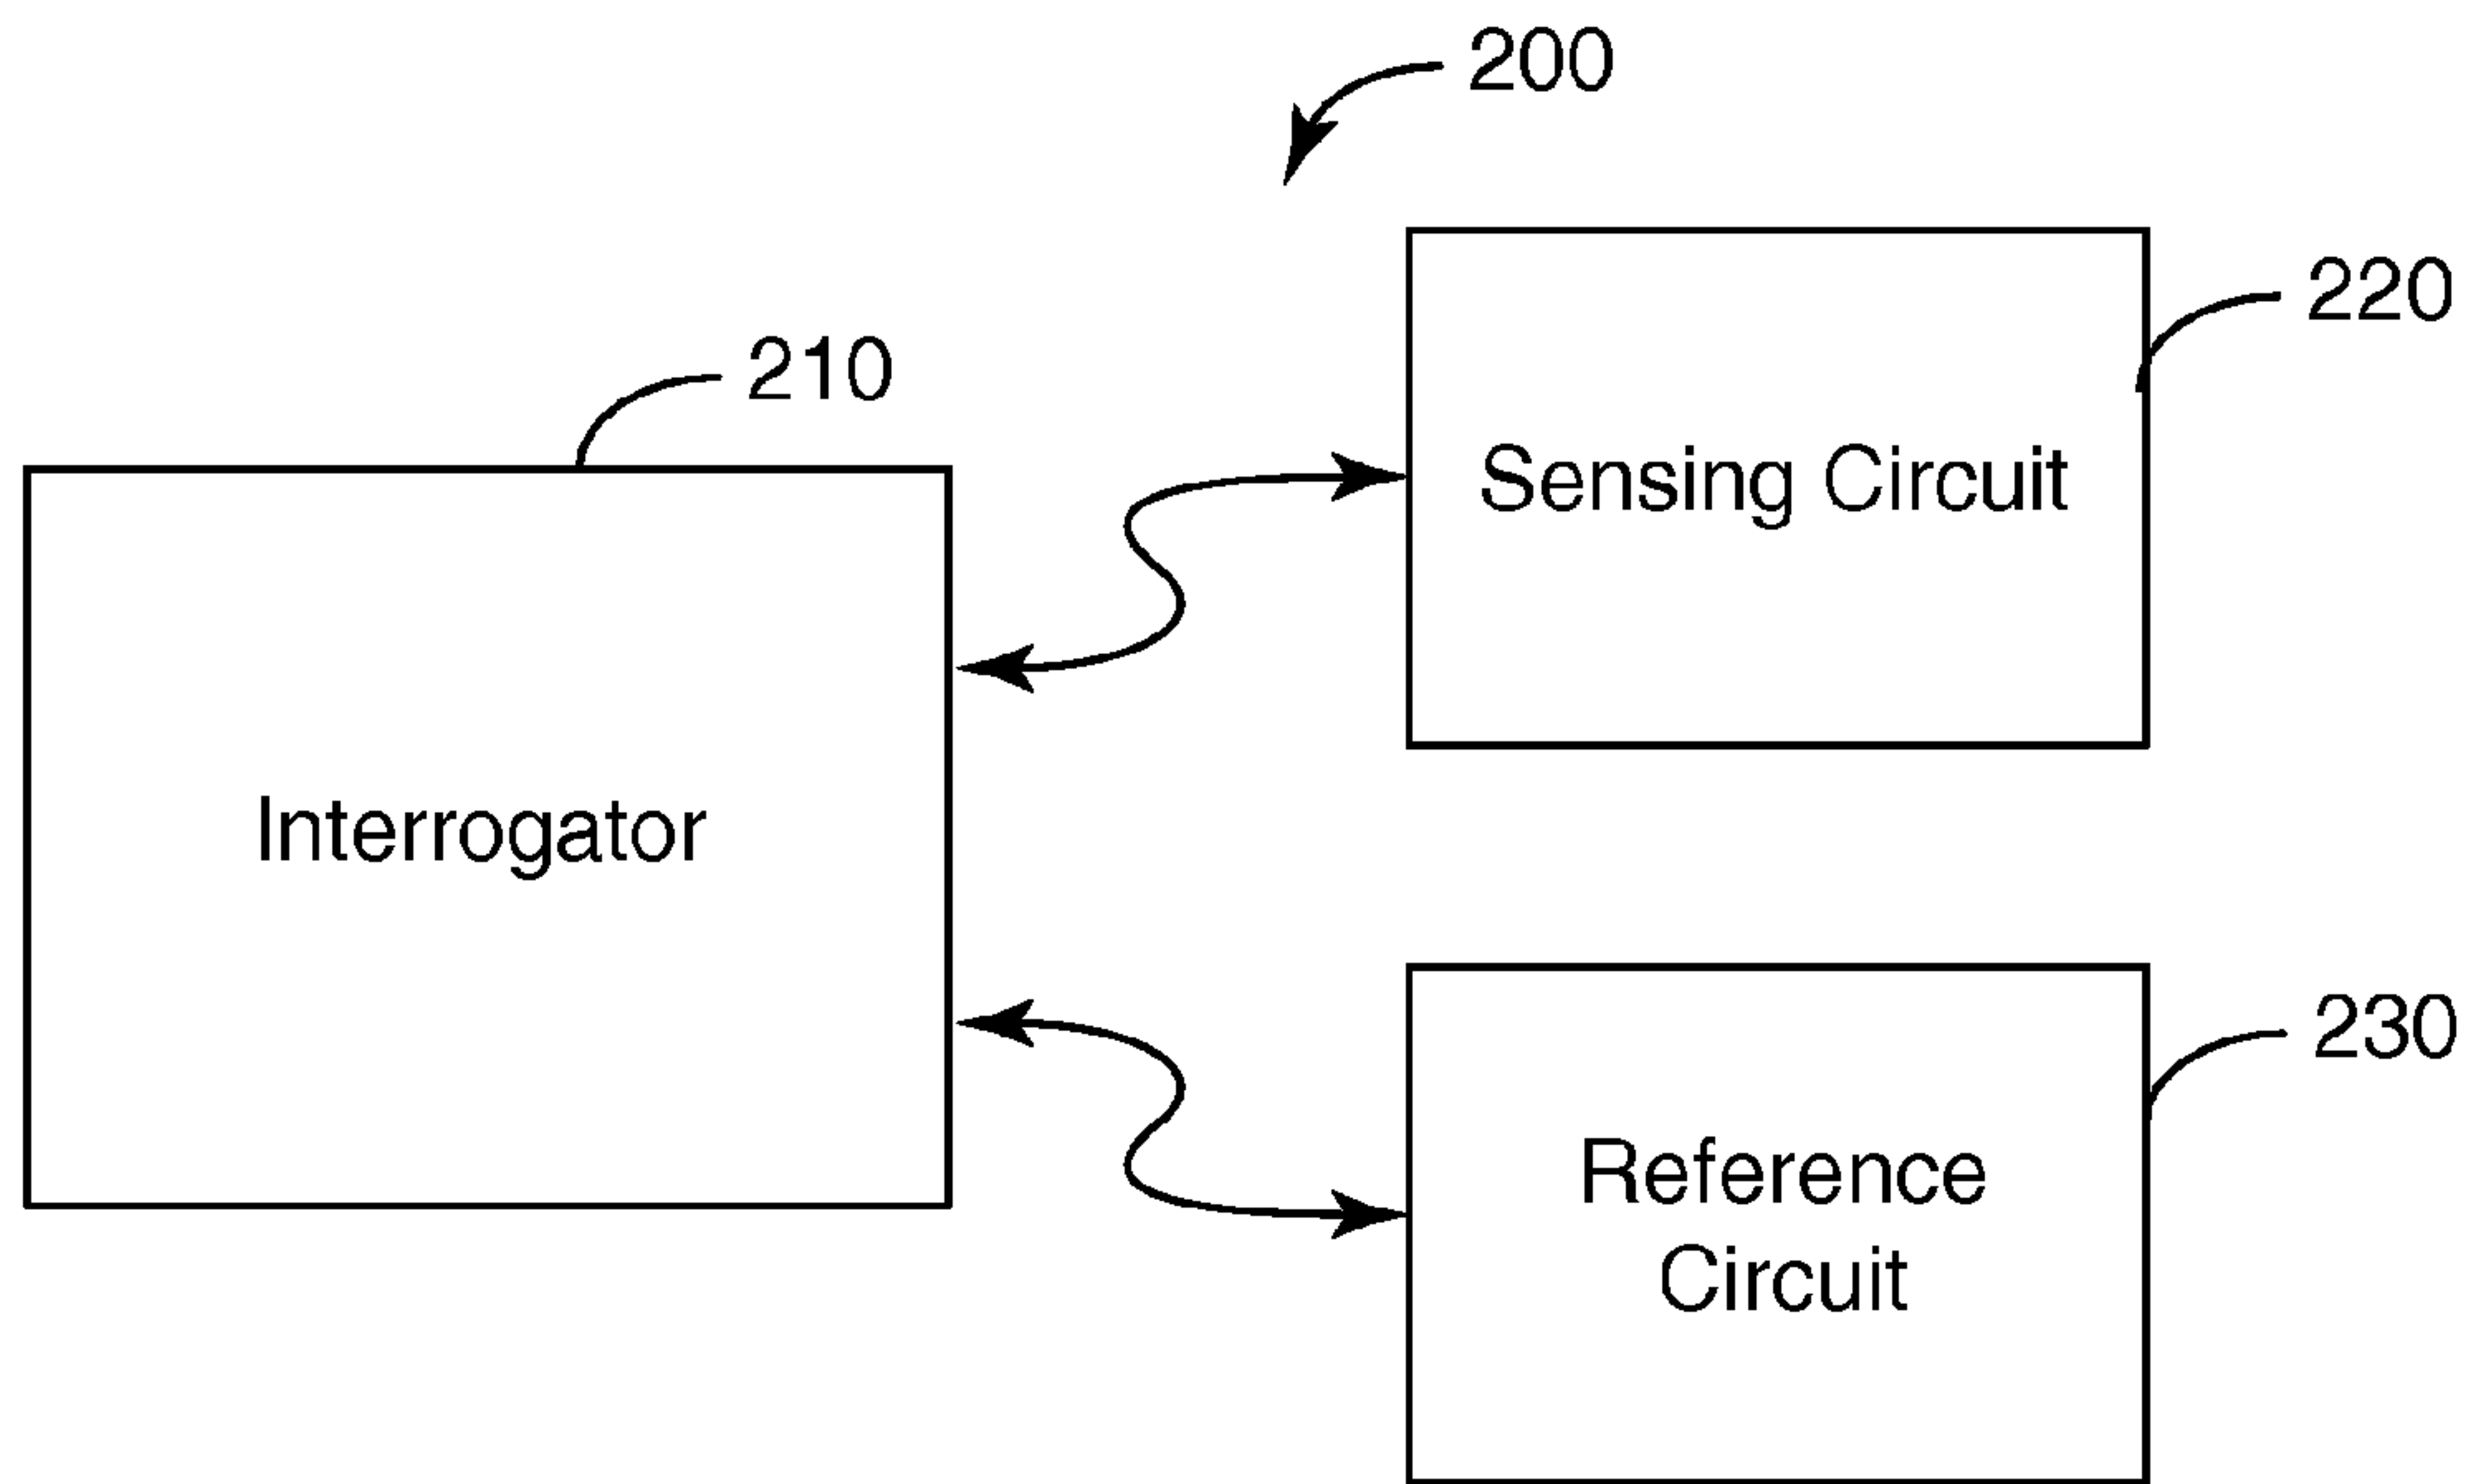 200
220
210
Sensing Circuit
Interrogator
230
Reference
Circuit